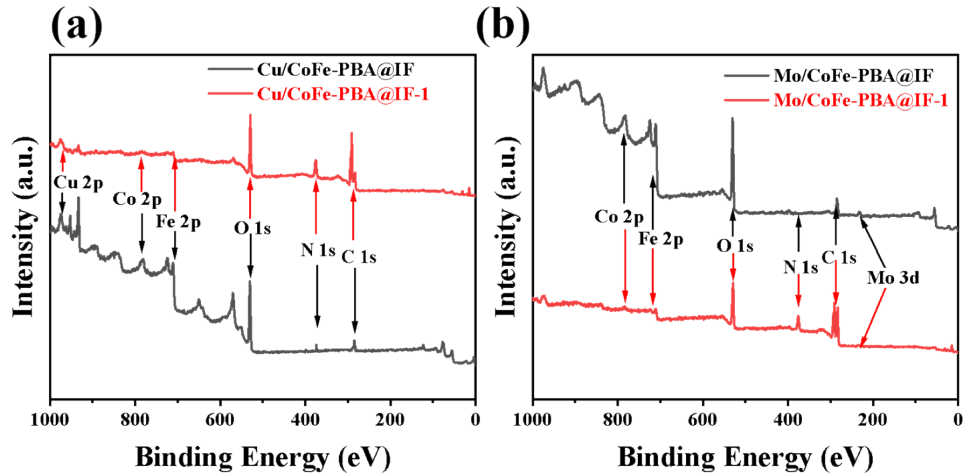 (a)
Cu/CoFe-PBA@IF
Cu/CoFe-PBA@IF-1
Cu 2p
Co 2p
Fe 2p
O 1s
N 1s
C 1s
Intensity (a.u.)
1000 800 600 400 200 0
Binding Energy (eV)
(b)
Mo/CoFe-PBA@IF
Mo/CoFe-PBA@IF-1
Co 2p
Fe 2p
O 1s
N 1s
C 1s
Mo 3d
Intensity (a.u.)
1000 800 600 400 200 0
Binding Energy (eV)